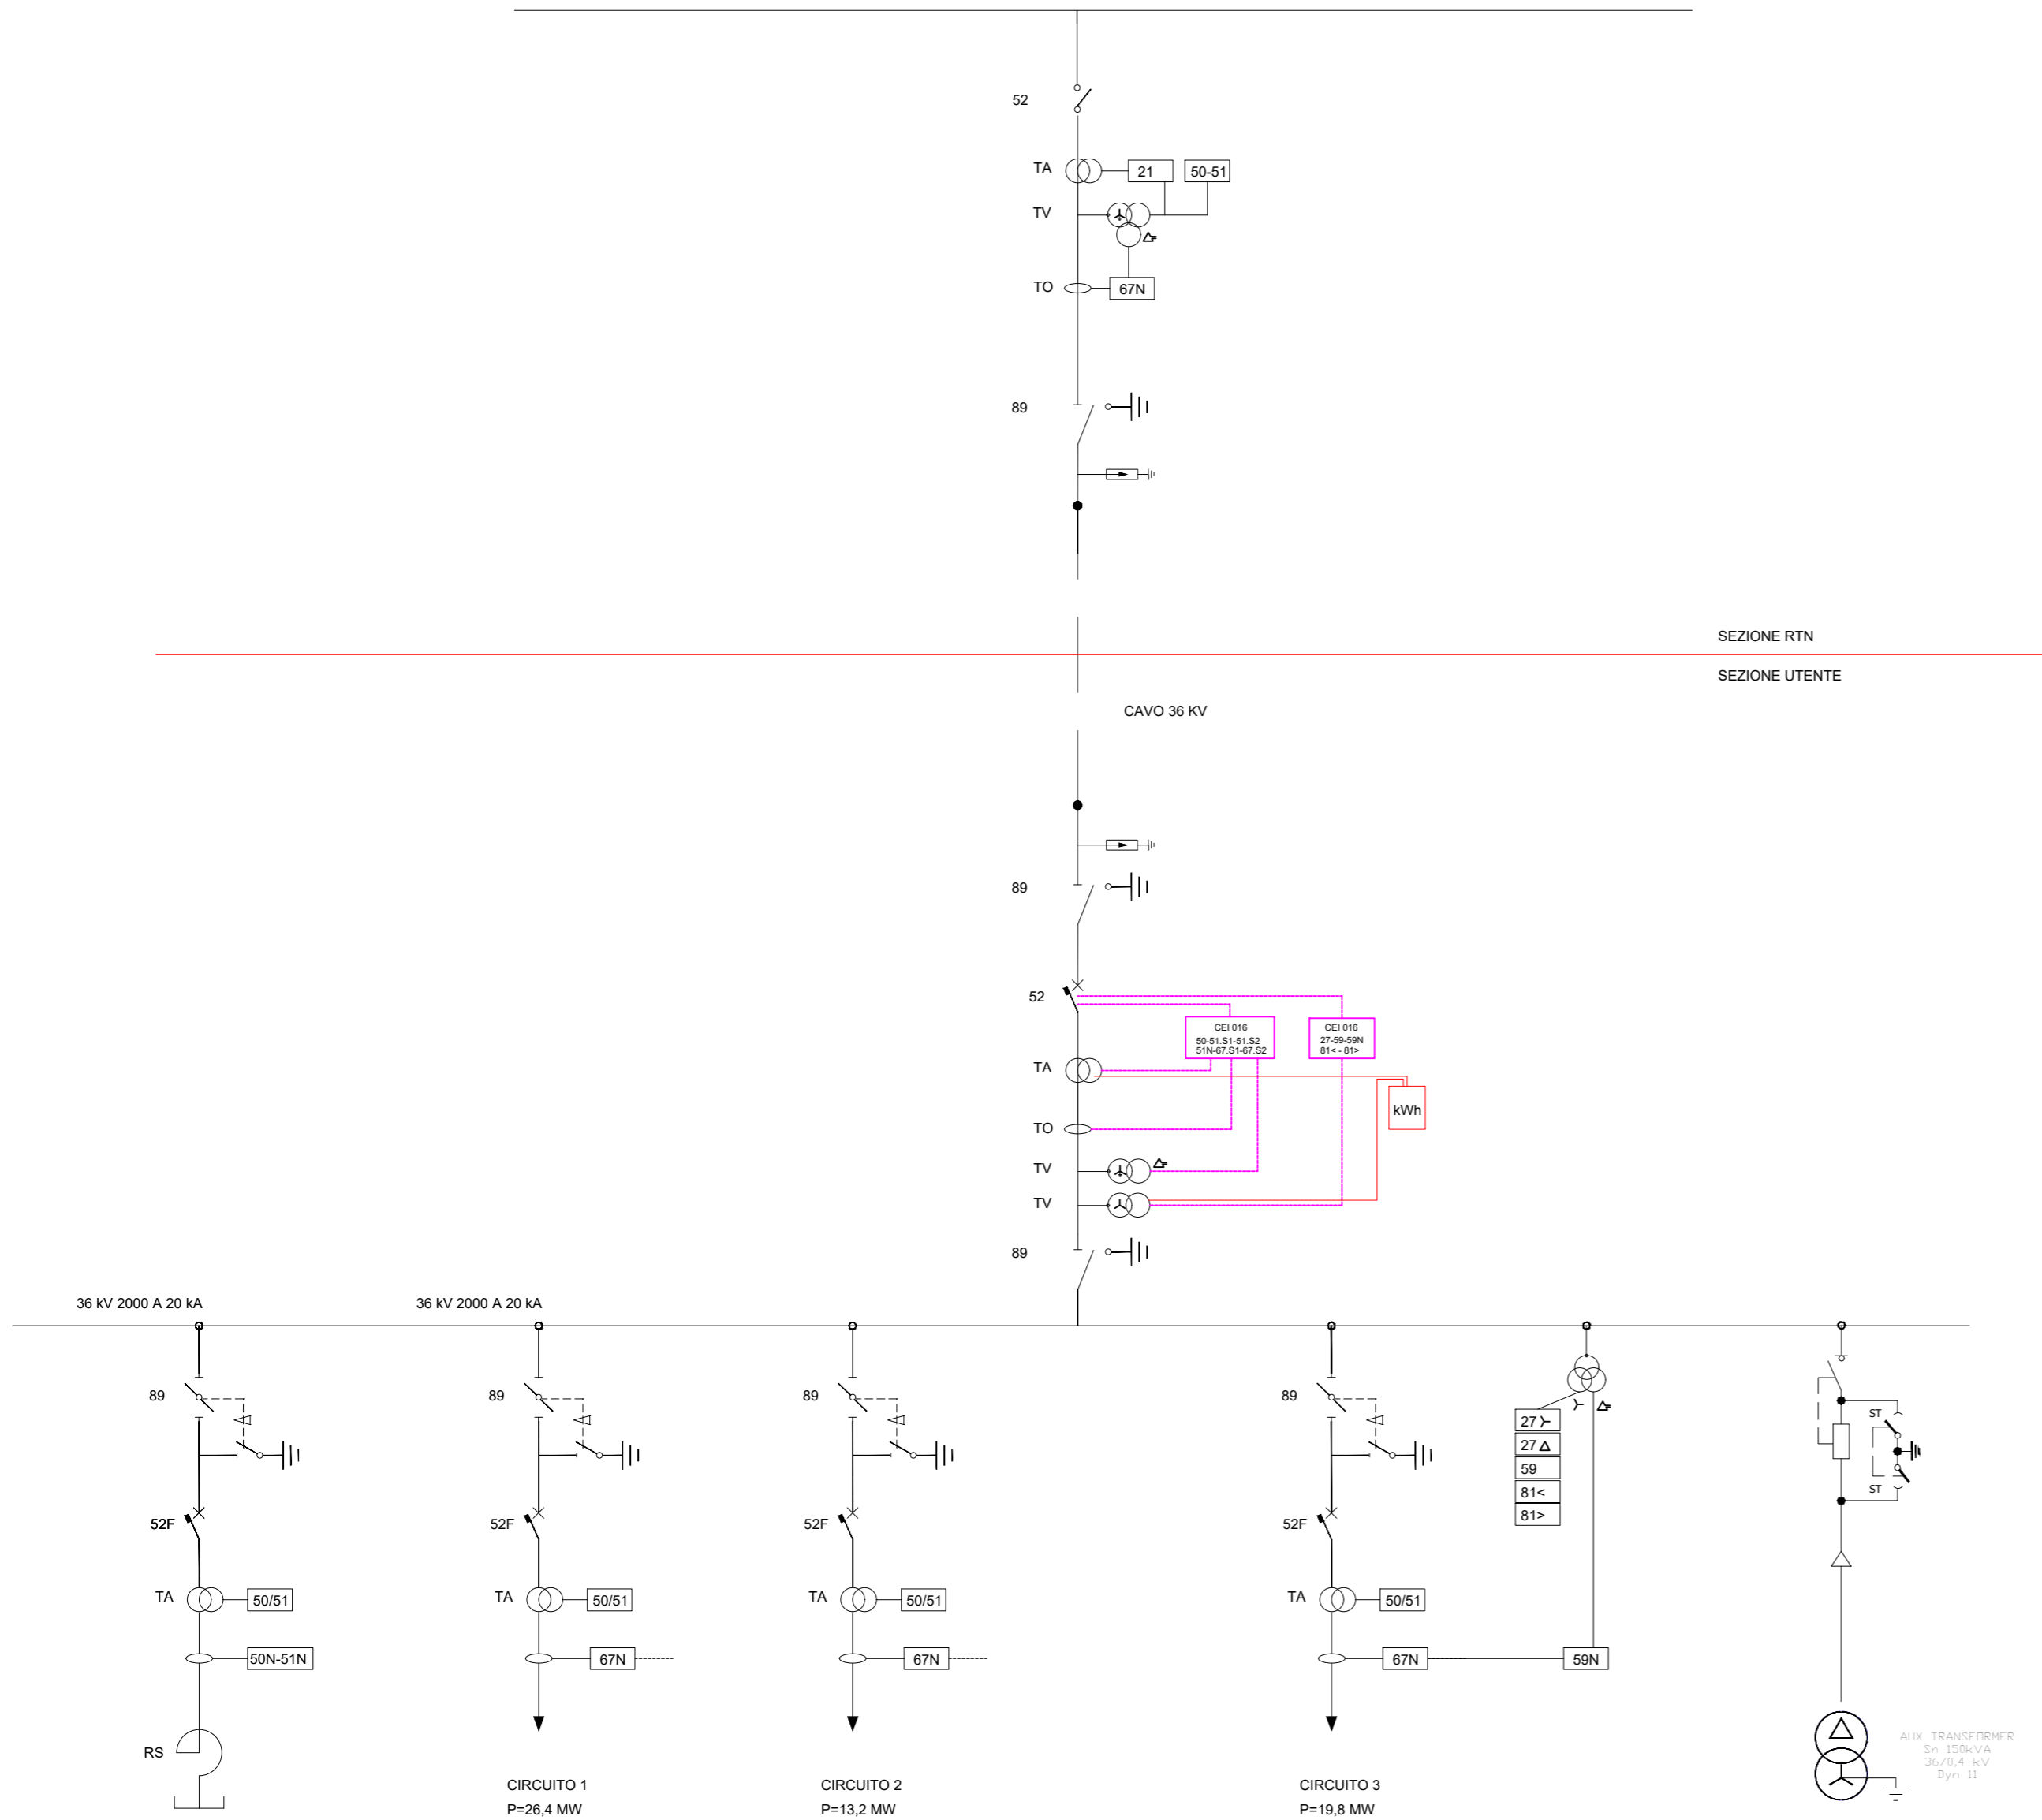 52
TA
21
50-51
TV
TO
67N
89
SEZIONE RTN
SEZIONE UTENTE
CAVO 36 KV
89
52
CEI 016
50-51.S1-51.S2
51N-67.S1-67.S2
CEI 016
27-59-59N
81< - 81>
TA
kWh
TO
TV
TV
89
36 kV 2000 A 20 kA
36 kV 2000 A 20 kA
89
89
89
89
27
27
59
81<
81>
ST
ST
52F
52F
52F
52F
TA
50/51
TA
50/51
TA
50/51
TA
50/51
50N-51N
67N
67N
67N
59N
RS
AUX TRANSFORMER
Sn 150kVA
36/0,4 kV
Dyn 11
CIRCUITO 1
P=26,4 MW
CIRCUITO 2
P=13,2 MW
CIRCUITO 3
P=19,8 MW